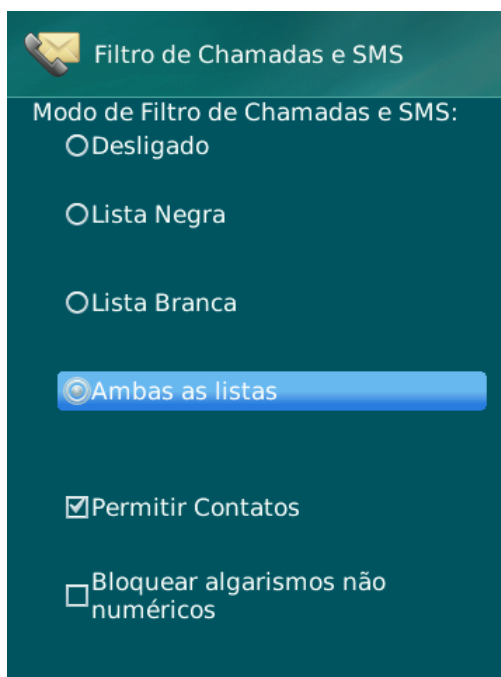 Filtro de Chamadas e SMS
Modo de Filtro de Chamadas e SMS:
Desligado
Lista Negra
Lista Branca
Ambas as listas
Permitir Contatos
Bloquear algarismos não
numéricos